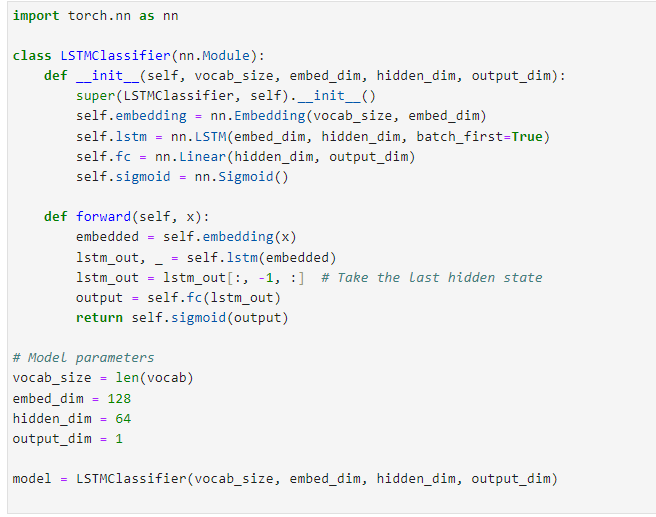 import torch.nn as nn
class LSTMClassifier(nn.Module):
    def __init__(self, vocab_size, embed_dim, hidden_dim, output_dim):
        super(LSTMClassifier, self).__init__()
        self.embedding = nn.Embedding(vocab_size, embed_dim)
        self.lstm = nn.LSTM(embed_dim, hidden_dim, batch_first=True)
        self.fc = nn.Linear(hidden_dim, output_dim)
        self.sigmoid = nn.Sigmoid()
    def forward(self, x):
        embedded = self.embedding(x)
        lstm_out, _ = self.lstm(embedded)
        lstm_out = lstm_out[:, -1, :]  # Take the last hidden state
        output = self.fc(lstm_out)
        return self.sigmoid(output)
# Model parameters
vocab_size = len(vocab)
embed_dim = 128
hidden_dim = 64
output_dim = 1
model = LSTMClassifier(vocab_size, embed_dim, hidden_dim, output_dim)